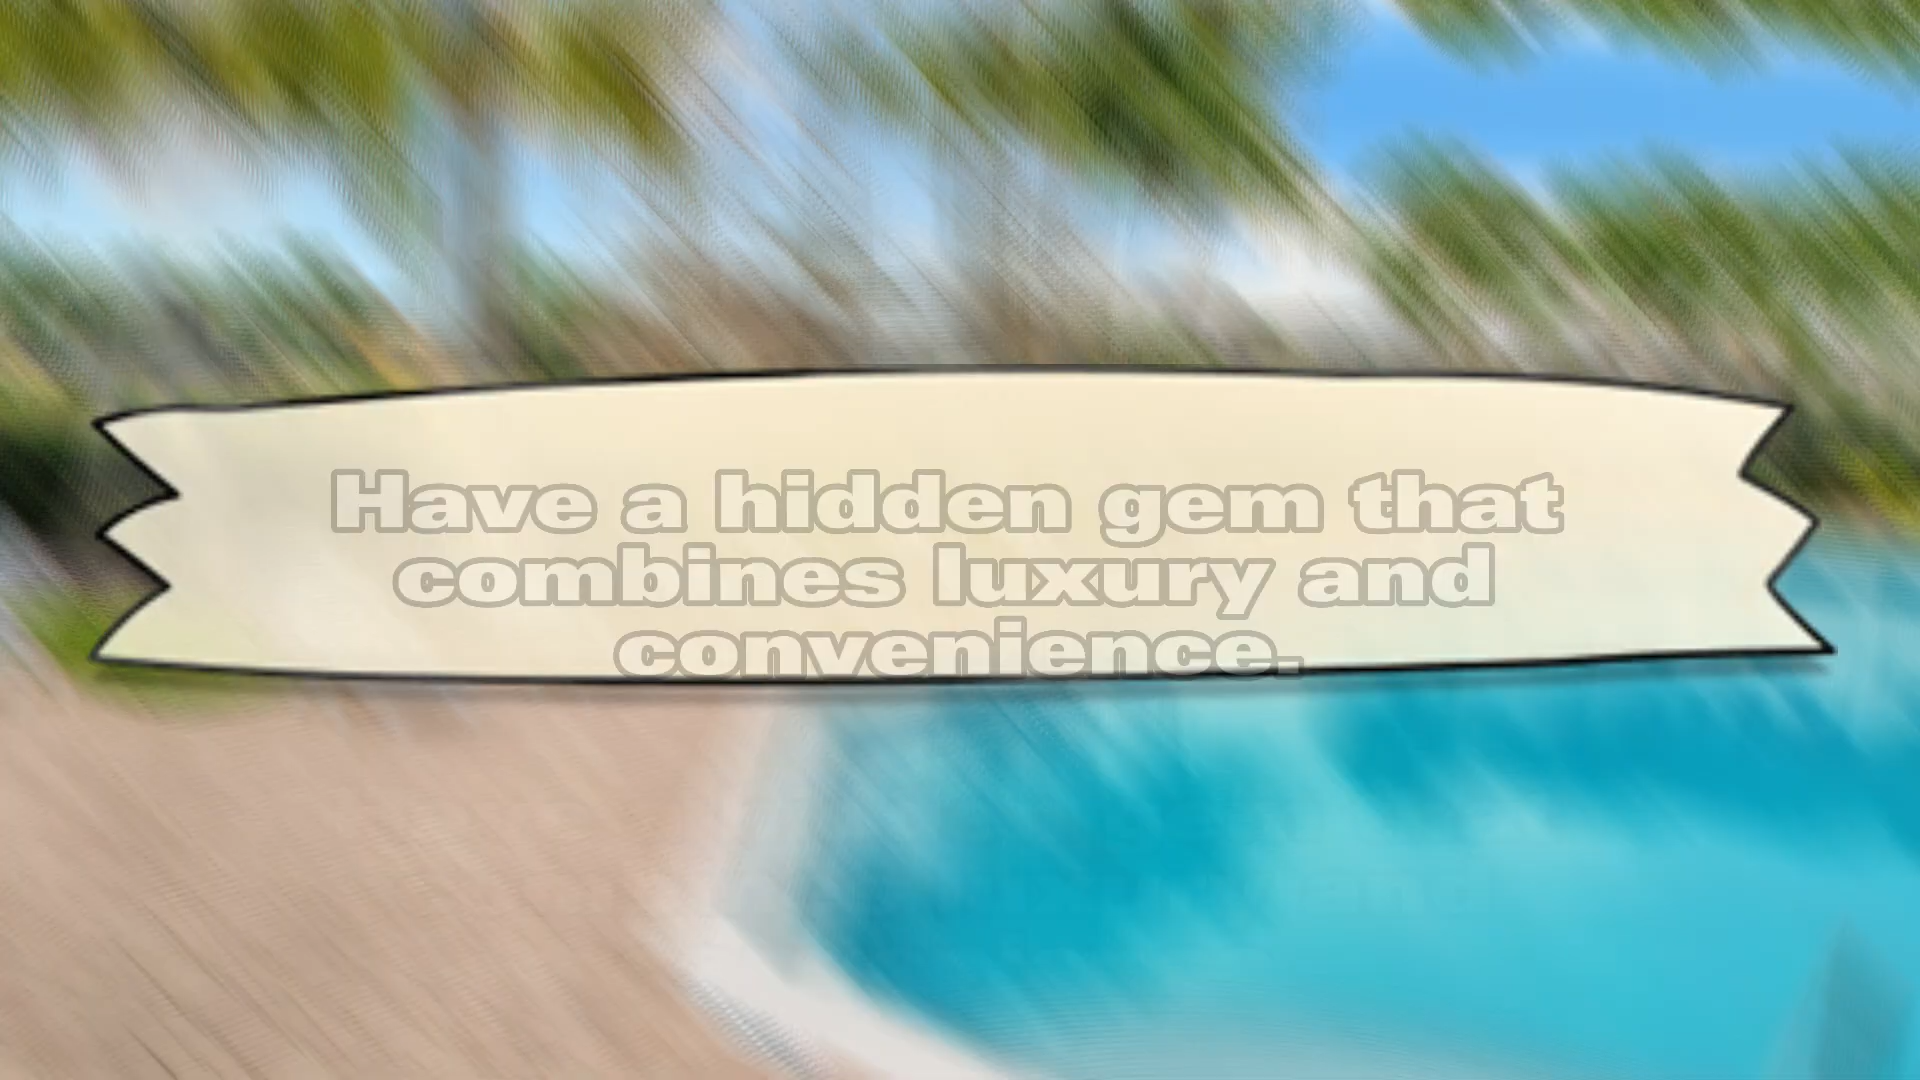 Have a hidden gem that
combines luxury and
convenience.